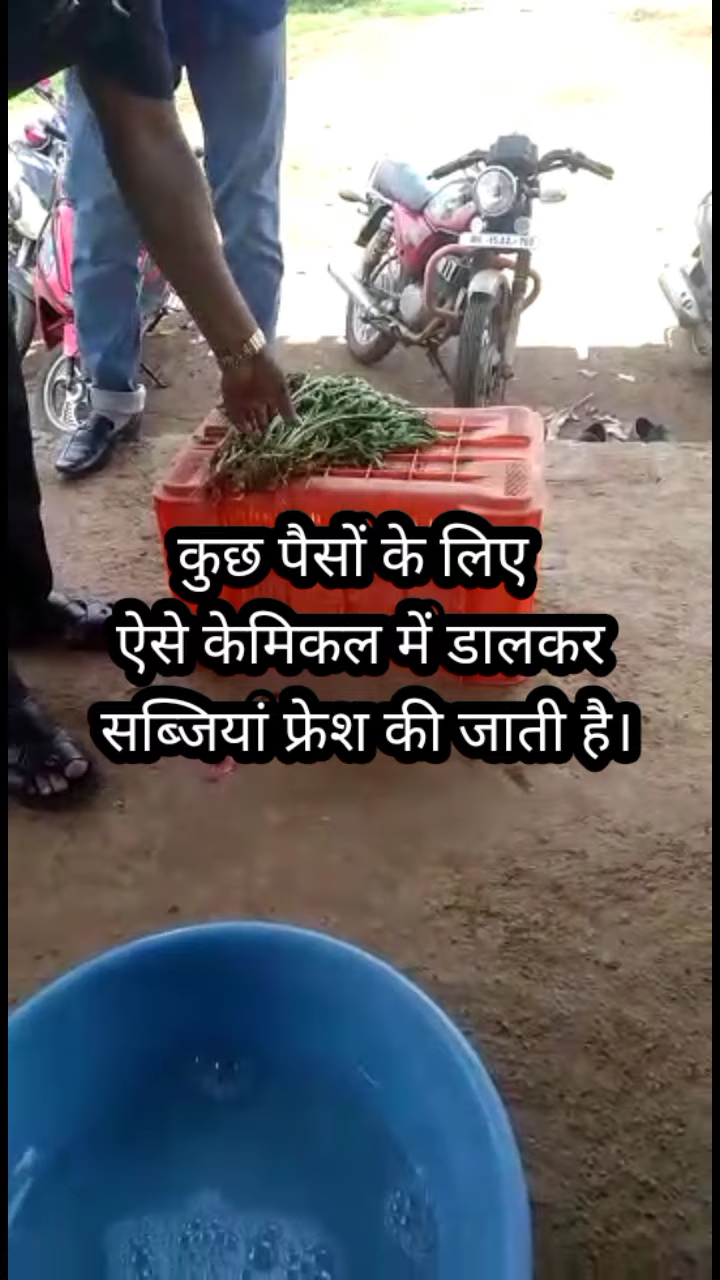 कुछ पैसों के लिए
ऐसे केमिकल में डालकर
सब्जियां फ्रेश की जाती है।